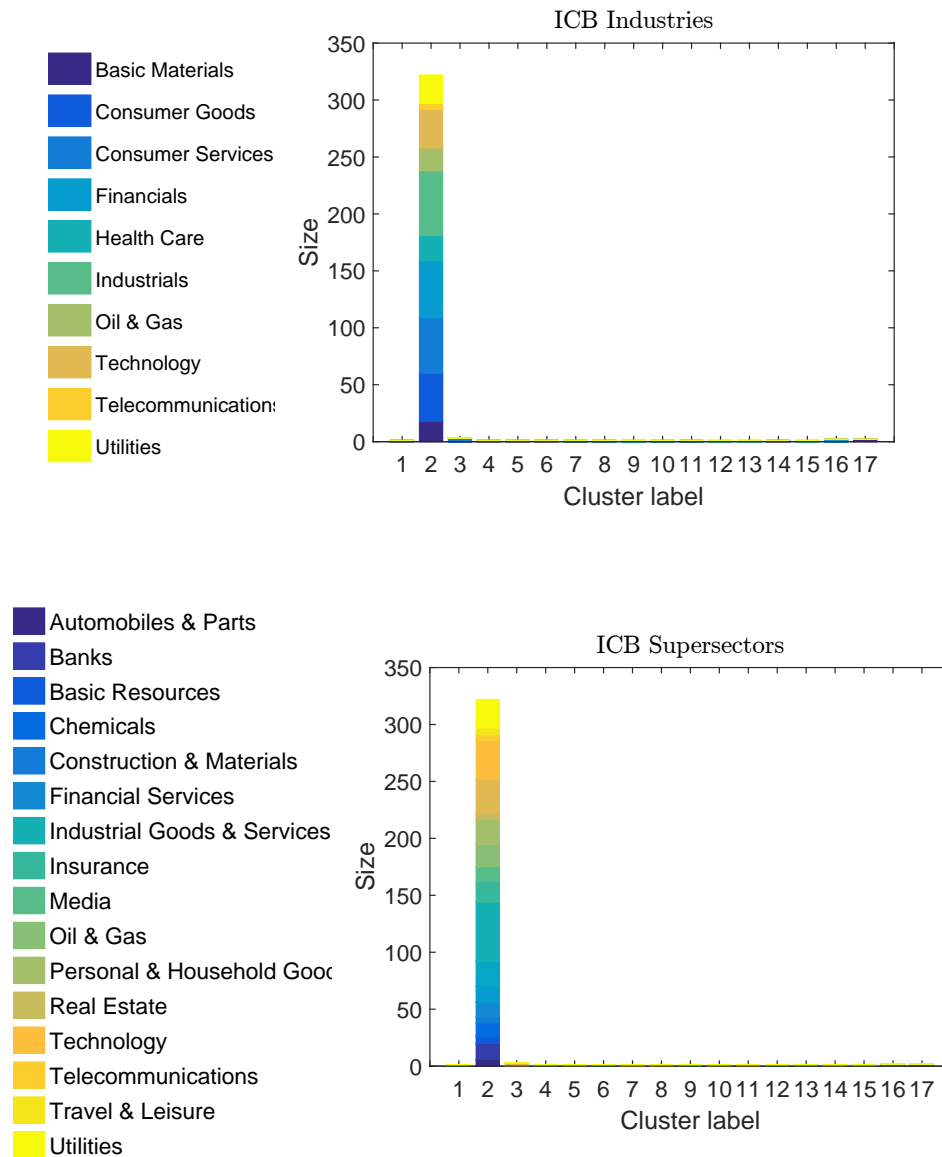 ICB Industries
Basic Materials
Consumer Goods
Consumer Services
Financials
Health Care
Industrials
Oil & Gas
Technology
Telecommunications
Utilities
350
300
250
200
150
100
50
0
Size
1 2 3 4 5 6 7 8 9 10 11 12 13 14 15 16 17
Cluster label
Automobiles & Parts
Banks
Basic Resources
Chemicals
Construction & Materials
Financial Services
Industrial Goods & Services
Insurance
Media
Oil & Gas
Personal & Household Gooc
Real Estate
Technology
Telecommunications
Travel & Leisure
Utilities
ICB Supersectors
350
300
250
200
150
100
50
0
Size
1 2 3 4 5 6 7 8 9 10 11 12 13 14 15 16 17
Cluster label